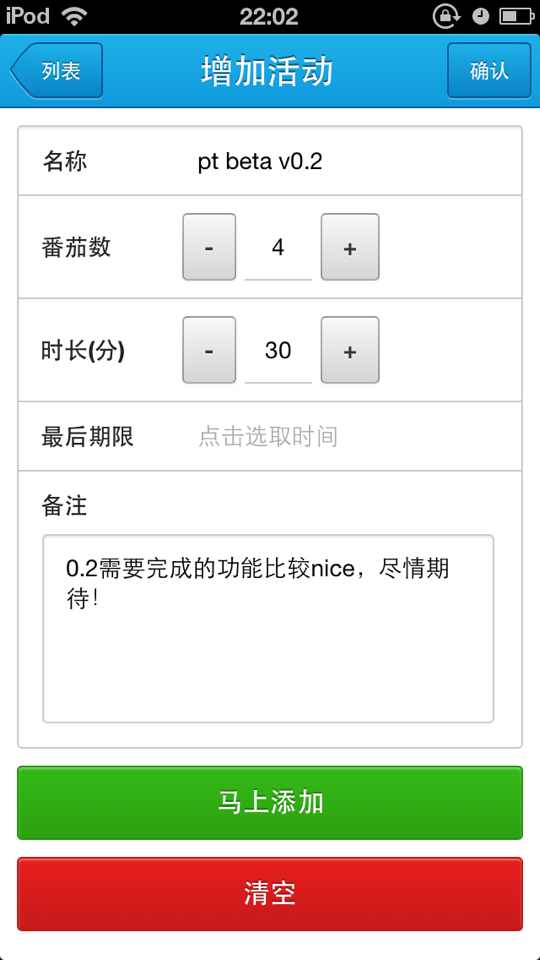 iPod 22:02
列表 增加活动 确认
名称 pt beta v0.2
番茄数 - 4 +
时长(分) - 30 +
最后期限 点击选取时间
备注
0.2需要完成的功能比较nice，尽情期
待！
马上添加
清空